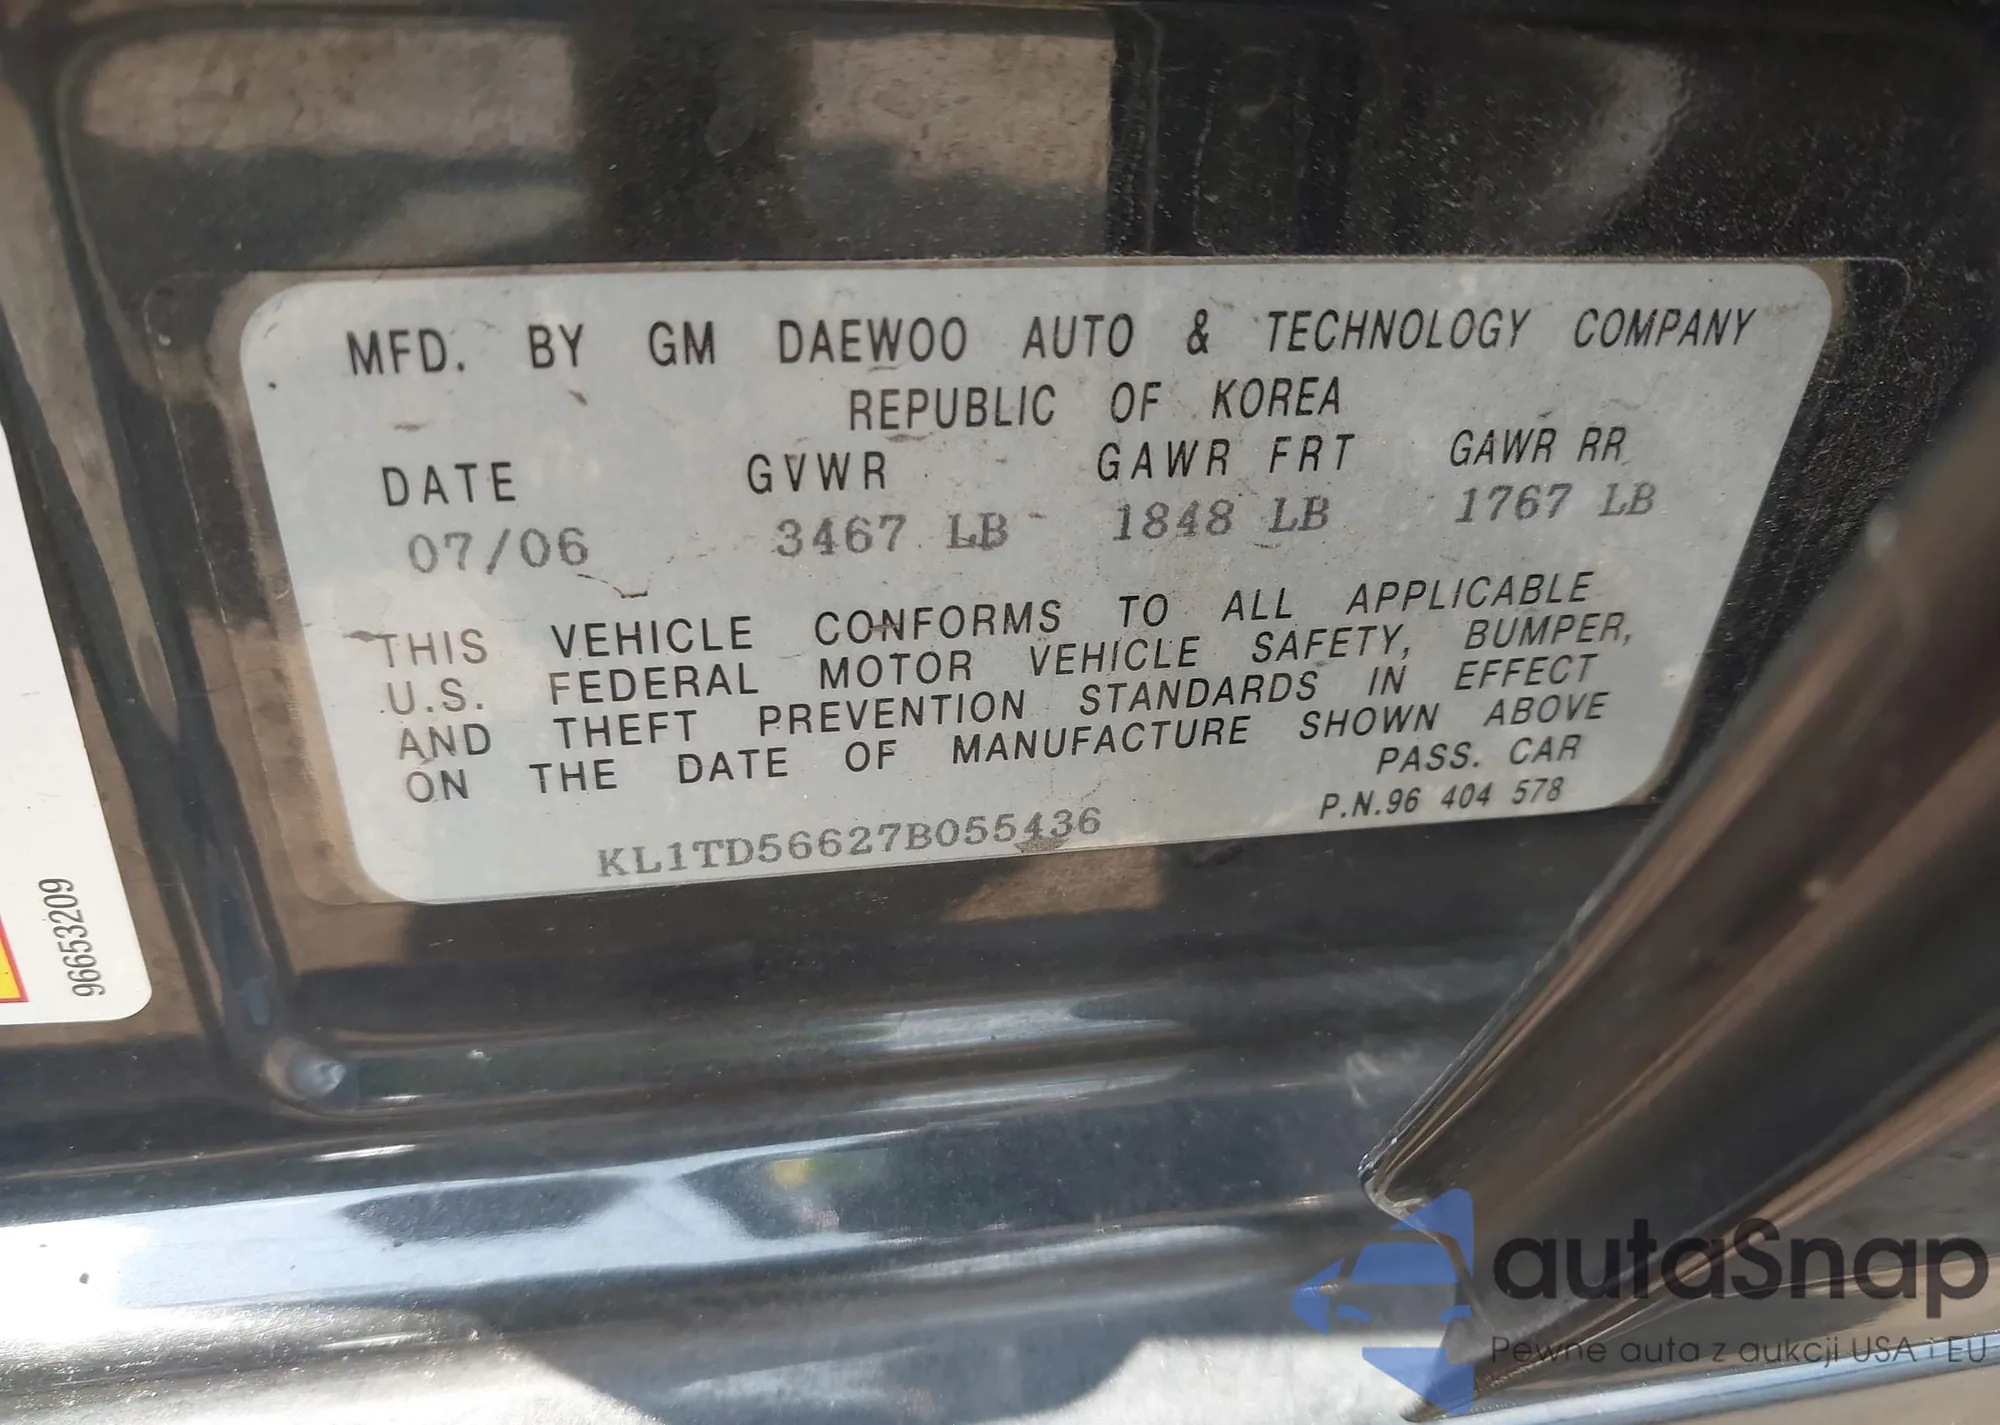 MFD. BY GM DAEWOO AUTO & TECHNOLOGY COMPANY
REPUBLIC OF KOREA
DATE GVWR GAWR FRT GAWR RR
07/06 3467 LB 1848 LB 1767 LB
THIS VEHICLE CONFORMS TO ALL APPLICABLE
U.S. FEDERAL MOTOR VEHICLE SAFETY, BUMPER,
AND THEFT PREVENTION STANDARDS IN EFFECT
ON THE DATE OF MANUFACTURE SHOWN ABOVE
PASS. CAR
KL1TD56627B055436
P.N.96 404 578
96653209
autaSnap
Pewne auta z aukcji USA i EU